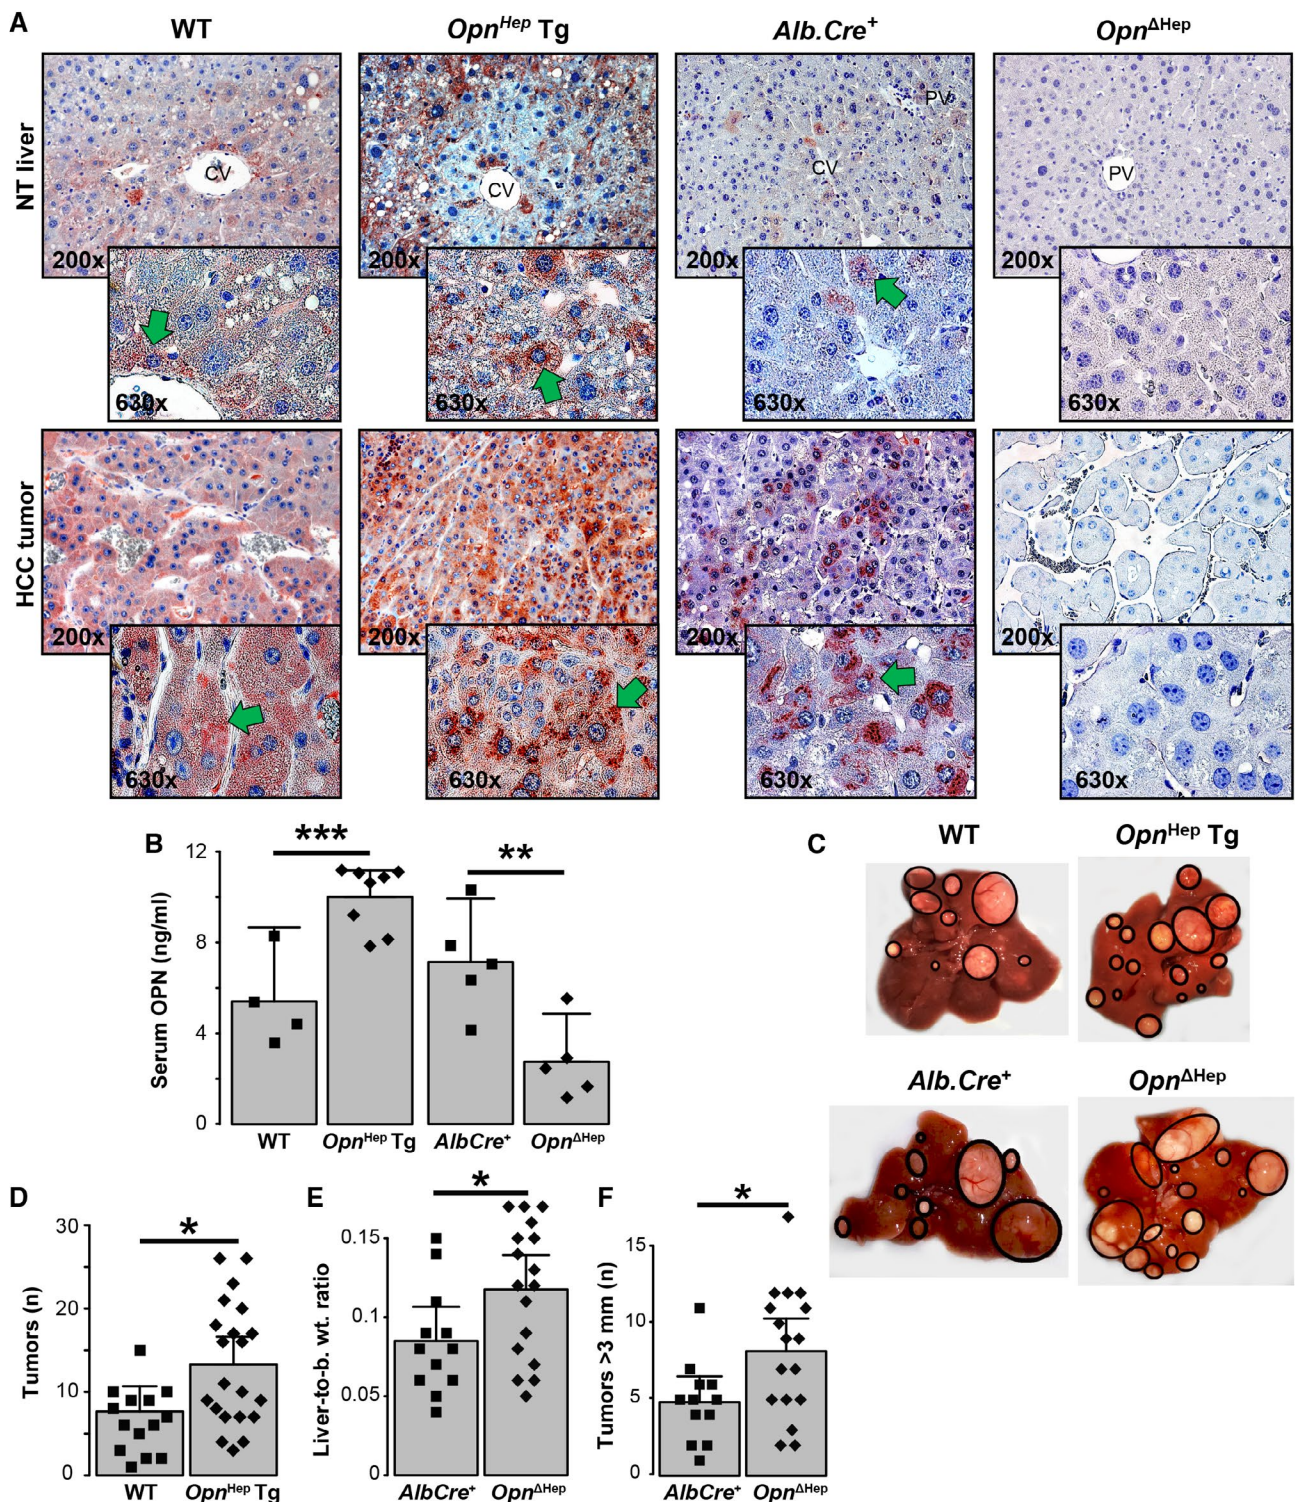 A
WT
Opn^Hep Tg
Alb.Cre+
Opn^ΔHep
NT liver
CV
CV
PV
CV
PV
200x
200x
200x
200x
630x
630x
630x
630x
HCC tumor
200x
200x
200x
200x
630x
630x
630x
630x
B
***
**
12
8
4
0
Serum OPN (ng/ml)
WT
Opn^Hep Tg
AlbCre+
Opn^ΔHep
C
WT
Opn^Hep Tg
Alb.Cre+
Opn^ΔHep
D
*
30
20
10
0
Tumors (n)
WT
Opn^Hep Tg
E
*
0.15
0.1
0.05
0
Liver-to-b. wt. ratio
AlbCre+
Opn^ΔHep
F
*
15
10
5
0
Tumors >3 mm (n)
AlbCre+
Opn^ΔHep